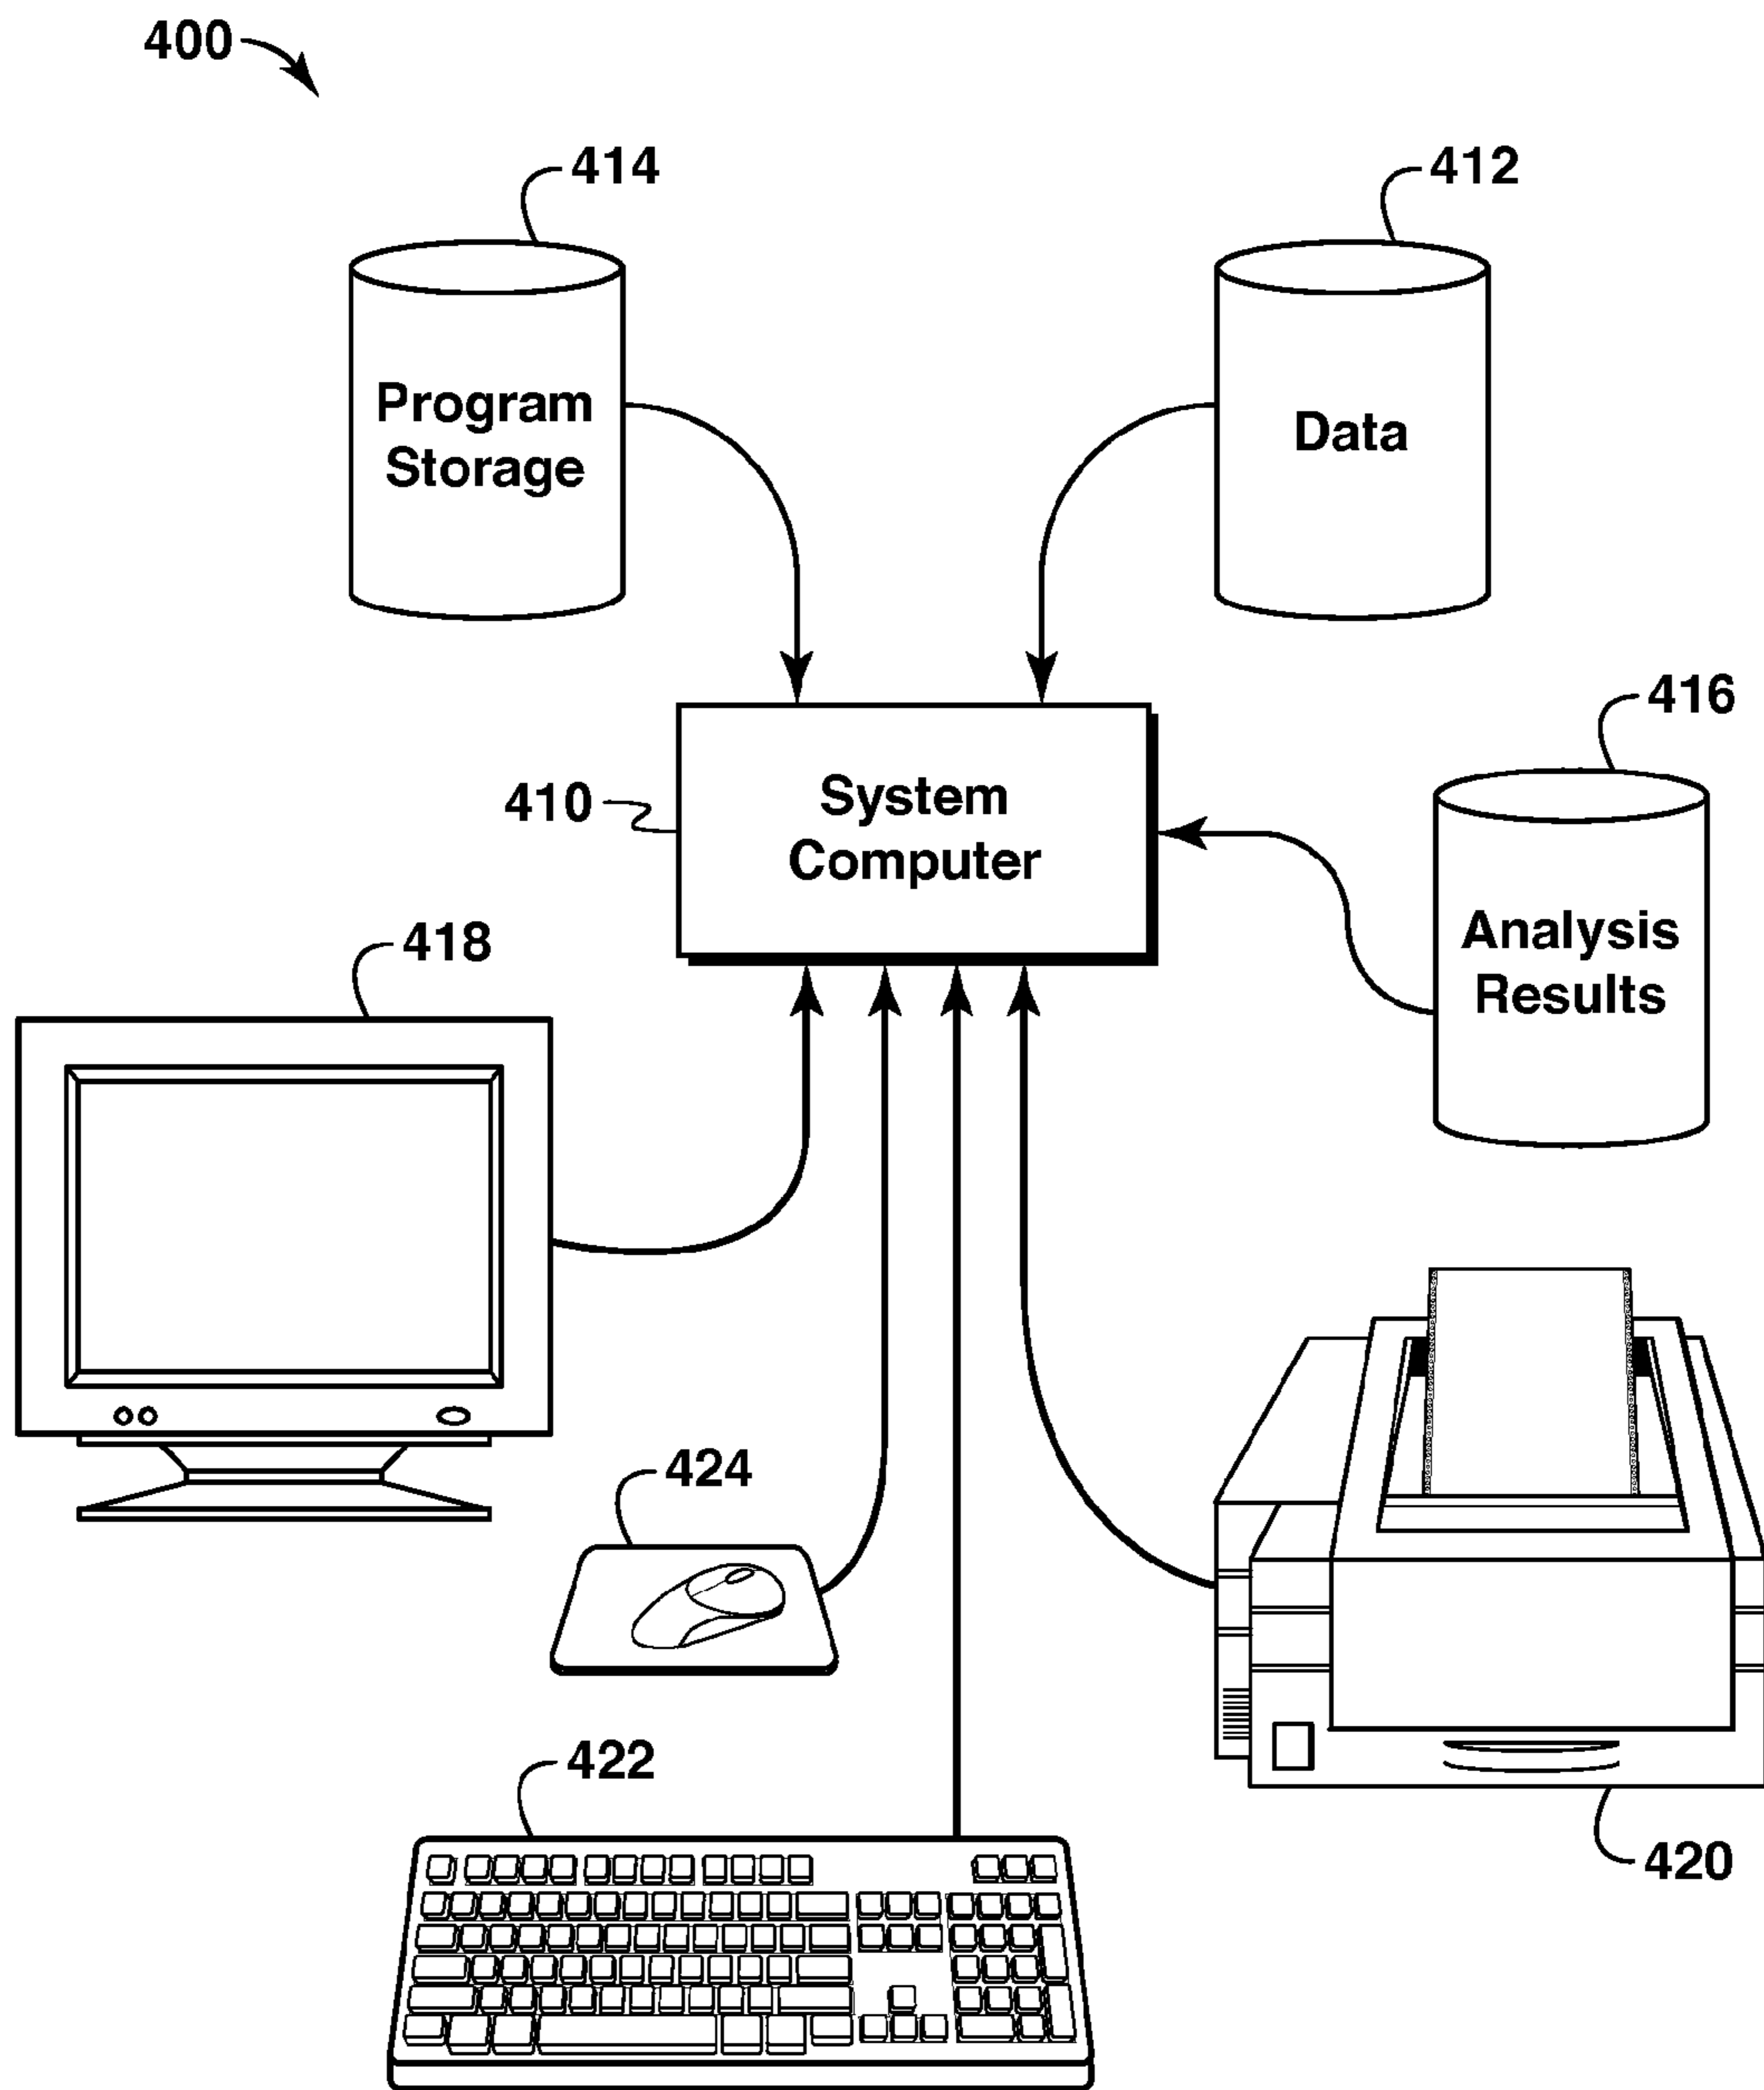 400
414
412
Program
Storage
Data
416
410
System
Computer
Analysis
Results
418
424
422
420